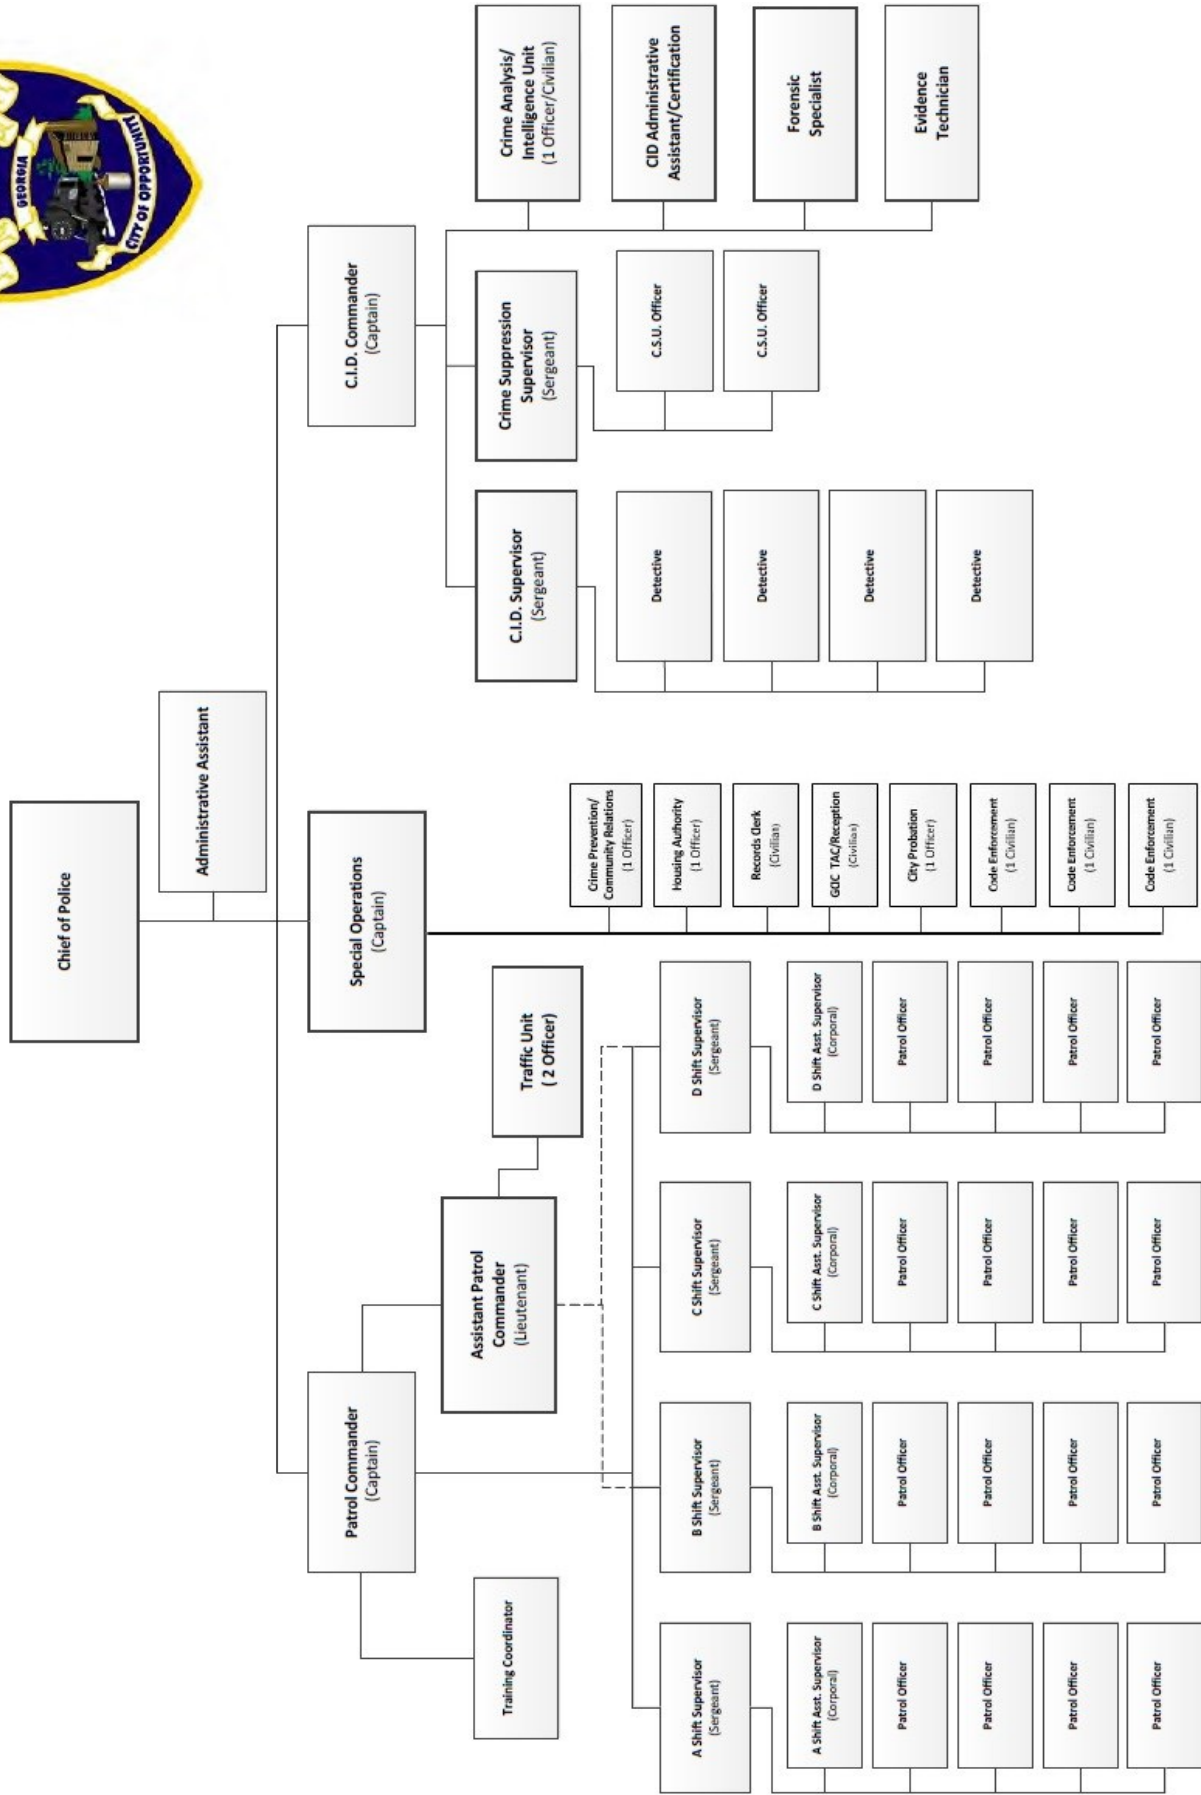 GEORGIA
CITY OF OPPORTUNITY
Chief of Police
Administrative Assistant
Patrol Commander
(Captain)
Special Operations
(Captain)
C.I.D. Commander
(Captain)
Training Coordinator
Assistant Patrol
Commander
(Lieutenant)
Traffic Unit
( 2 Officer)
A Shift Supervisor
(Sergeant)
A Shift Asst. Supervisor
(Corporal)
Patrol Officer
Patrol Officer
Patrol Officer
Patrol Officer
B Shift Supervisor
(Sergeant)
B Shift Asst. Supervisor
(Corporal)
Patrol Officer
Patrol Officer
Patrol Officer
Patrol Officer
C Shift Supervisor
(Sergeant)
C Shift Asst. Supervisor
(Corporal)
Patrol Officer
Patrol Officer
Patrol Officer
Patrol Officer
D Shift Supervisor
(Sergeant)
D Shift Asst. Supervisor
(Corporal)
Patrol Officer
Patrol Officer
Patrol Officer
Patrol Officer
Crime Prevention/
Community Relations
(1 Officer)
Housing Authority
(1 Officer)
Records Clerk
(Civilian)
GCIC TAC/Reception
(Civilian)
City Probation
(1 Officer)
Code Enforcement
(1 Civilian)
Code Enforcement
(1 Civilian)
Code Enforcement
(1 Civilian)
C.I.D. Supervisor
(Sergeant)
Detective
Detective
Detective
Detective
Crime Suppression
Supervisor
(Sergeant)
C.S.U. Officer
C.S.U. Officer
Crime Analysis/
Intelligence Unit
(1 Officer/Civilian)
CID Administrative
Assistant/Certification
Forensic
Specialist
Evidence
Technician